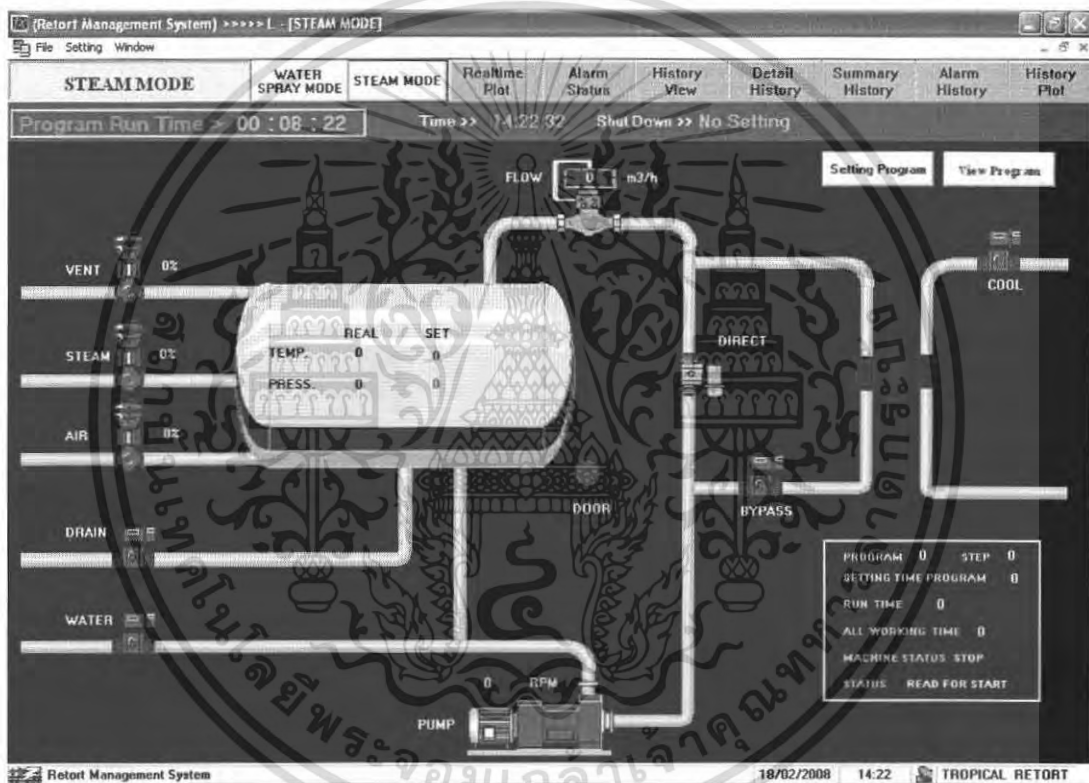 (Retort Management System) >>>>> L - [STEAM MODE]
File Setting Window
STEAM MODE
WATER SPRAY MODE
STEAM MODE
Realtime Plot
Alarm Status
History View
Detail History
Summary History
Alarm History
History Plot
Program Run Time > 00 : 08 : 22
Time >> 14:22:32
Shut Down >> No Setting
Setting Program
View Program
FLOW 0 m3/h
VENT 0%
COOL
REAL SET
TEMP. 0 0
PRESS. 0 0
STEAM 0%
DIRECT
AIR 0%
DOOR
BYPASS
DRAIN
WATER
PROGRAM 0 STEP 0
SETTING TIME PROGRAM 0
RUN TIME 0
ALL WORKING TIME 0
MACHINE STATUS STOP
STATUS READ FOR START
0 RPM
PUMP
Retort Management System
18/02/2008 14:22 TROPICAL RETORT